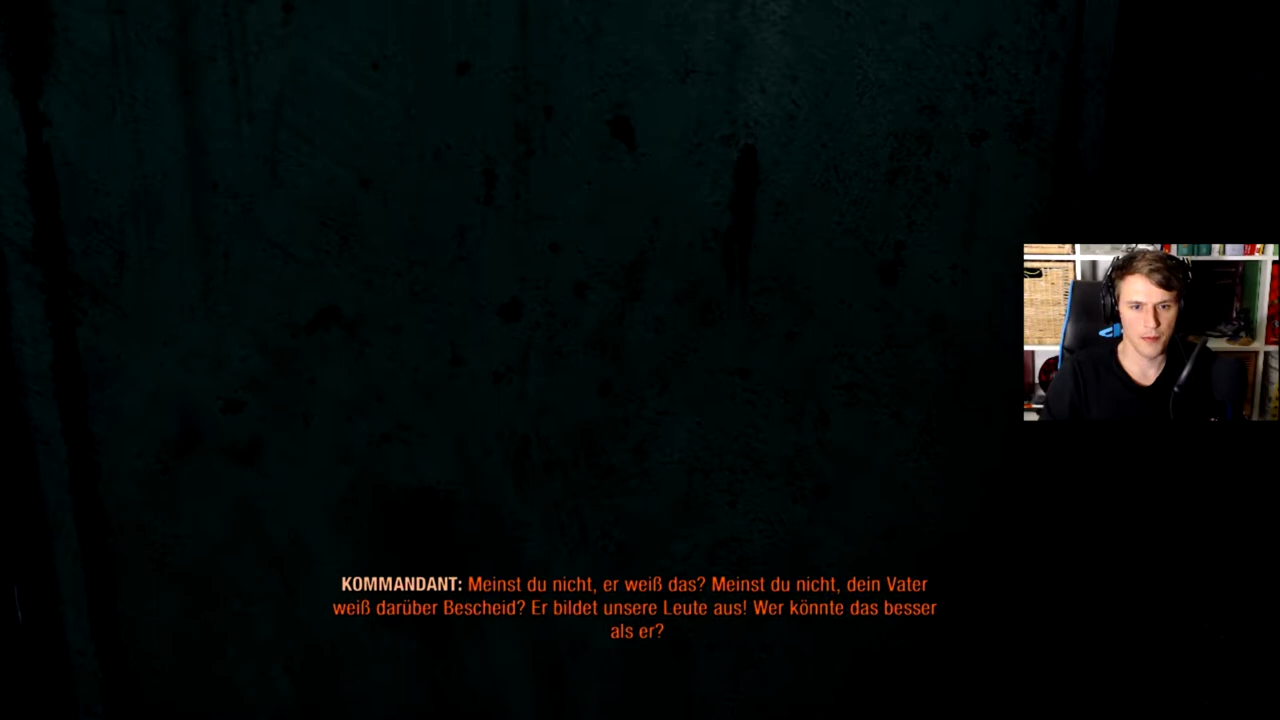 KOMMANDANT: Meinst du nicht, er weiß das? Meinst du nicht, dein Vater
weiß darüber Bescheid? Er bildet unsere Leute aus! Wer könnte das besser
als er?